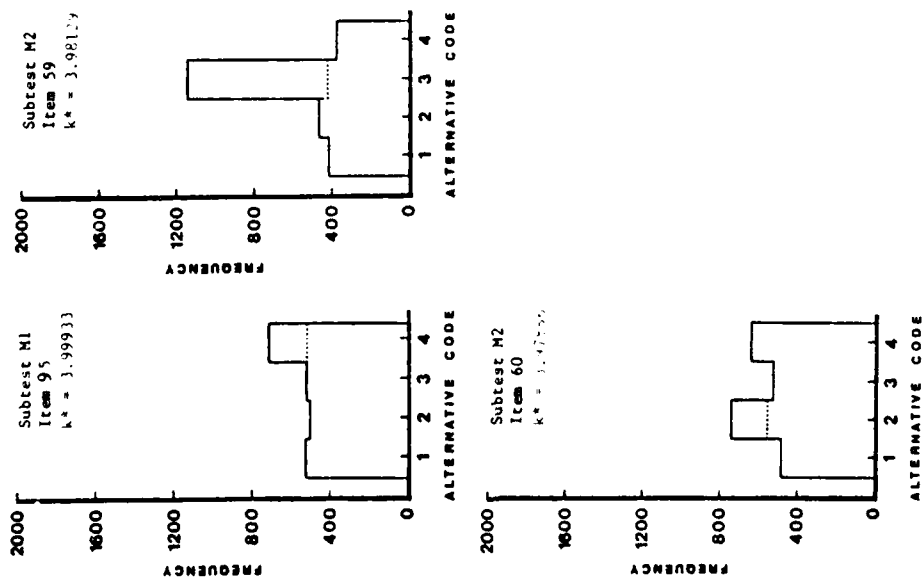 Subtest M1
Item 95
k* = 3.99933
2000
1600
1200
800
400
0
FREQUENCY
1 2 3 4
ALTERNATIVE CODE
Subtest M2
Item 59
2000
1600
1200
800
400
0
FREQUENCY
1 2 3 4
ALTERNATIVE CODE
Subtest M2
Item 60
2000
1600
1200
800
400
0
FREQUENCY
1 2 3 4
ALTERNATIVE CODE